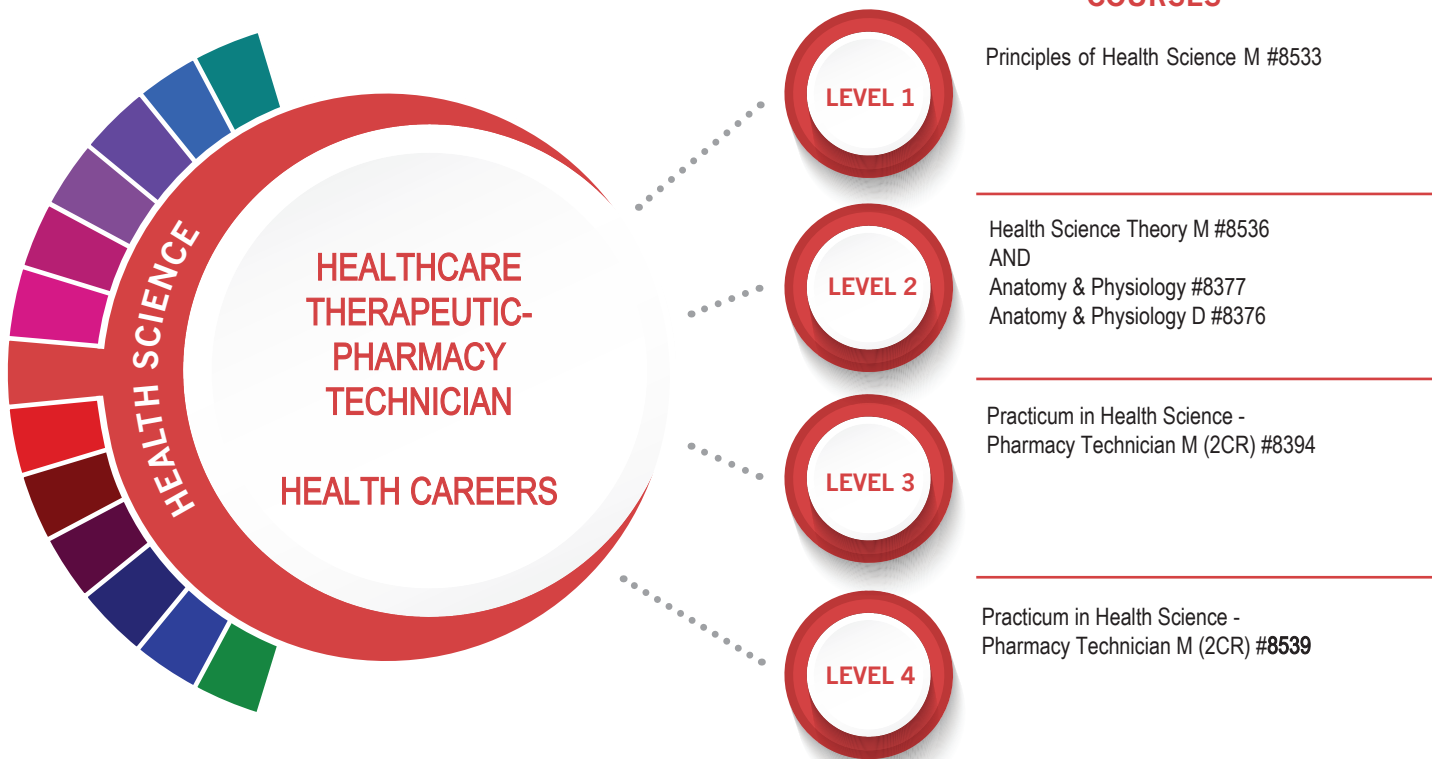 COURSES
HEALTH SCIENCE
HEALTHCARE
THERAPEUTIC-
PHARMACY
TECHNICIAN
HEALTH CAREERS
LEVEL 1
Principles of Health Science M #8533
LEVEL 2
Health Science Theory M #8536
AND
Anatomy & Physiology #8377
Anatomy & Physiology D #8376
LEVEL 3
Practicum in Health Science -
Pharmacy Technician M (2CR) #8394
LEVEL 4
Practicum in Health Science -
Pharmacy Technician M (2CR) #8539